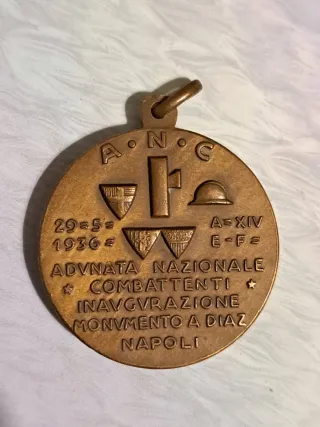 A·N·C
29=5= A=XIV
1936= E=F=
ADVNATA NAZIONALE
COMBATTENTI
INAVGVRAZIONE
MONVMENTO A DIAZ
NAPOLI